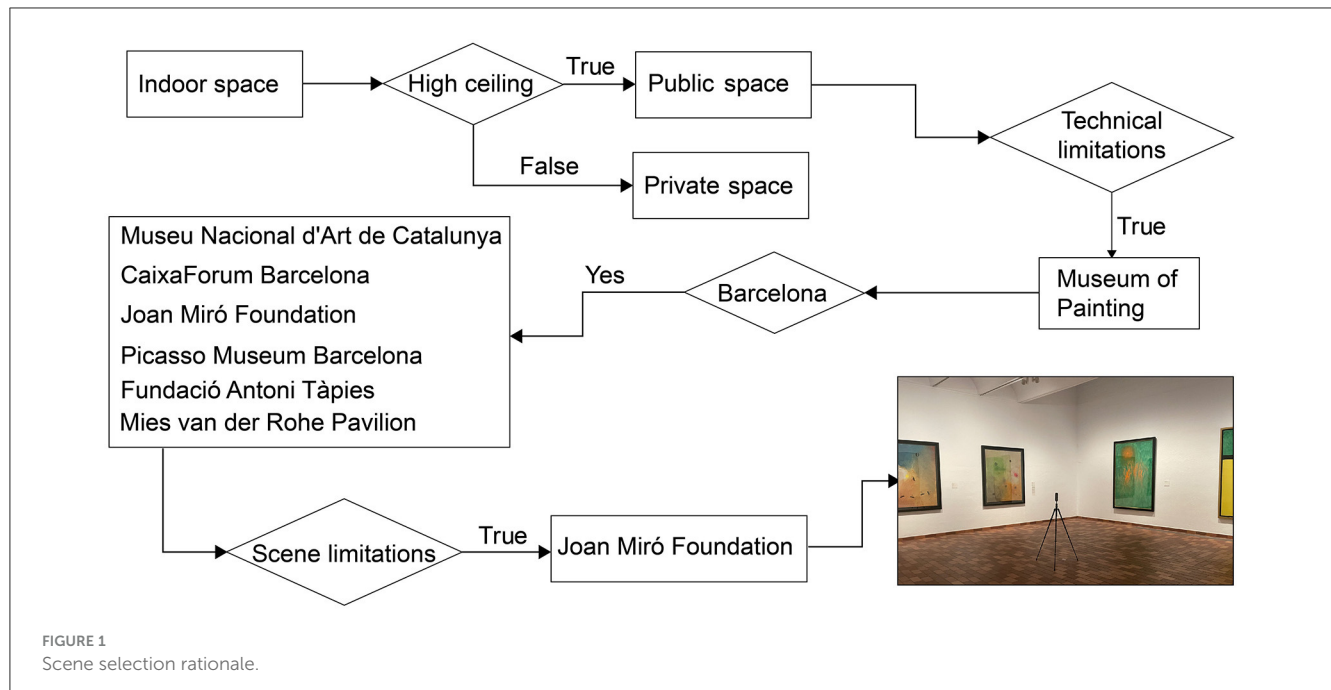 Indoor space
High ceiling
True
Public space
Technical
limitations
False
Private space
True
Museum of
Painting
Barcelona
Yes
Museu Nacional d'Art de Catalunya
CaixaForum Barcelona
Joan Miró Foundation
Picasso Museum Barcelona
Fundació Antoni Tàpies
Mies van der Rohe Pavilion
Scene limitations
True
Joan Miró Foundation
FIGURE 1
Scene selection rationale.